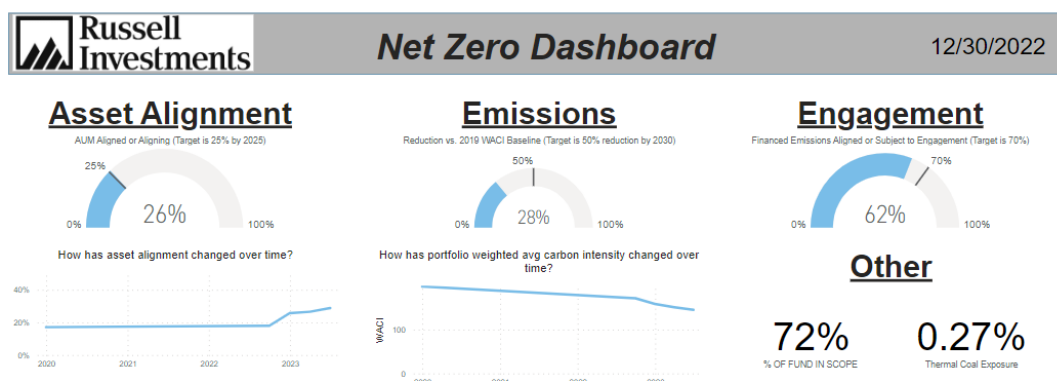 Russell
Investments
Net Zero Dashboard
12/30/2022
Asset Alignment
AUM Aligned or Aligning (Target is 25% by 2025)
25%
0%
26%
100%
How has asset alignment changed over time?
40%
20%
0%
2020
2021
2022
2023
Emissions
Reduction vs. 2019 WACI Baseline (Target is 50% reduction by 2030)
50%
0%
28%
100%
How has portfolio weighted avg carbon intensity changed over
time?
WACI
100
0
Engagement
Financed Emissions Aligned or Subject to Engagement (Target is 70%)
70%
0%
62%
100%
Other
72%
% OF FUND IN SCOPE
0.27%
Thermal Coal Exposure